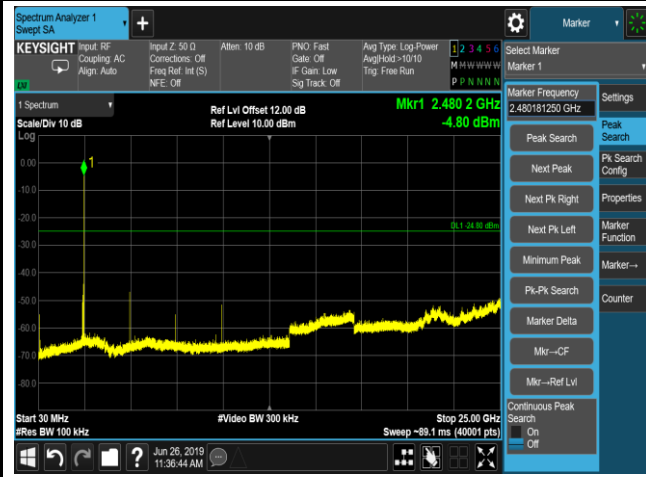 Spectrum Analyzer 1
Swept SA
Marker
KEYSIGHT
Input: RF
Coupling: AC
Align: Auto
Input Z: 50 Ω
Corrections: Off
Freq Ref: Int (S)
NFE: Off
Atten: 10 dB
PNO: Fast
Gate: Off
IF Gain: Low
Sig Track: Off
Avg Type: Log-Power
Avg|Hold:>10/10
Trig: Free Run
1 2 3 4 5 6
M M W W W W
P P N N N N
LXI
1 Spectrum
Scale/Div 10 dB
Log
Ref Lvl Offset 12.00 dB
Ref Level 10.00 dBm
Mkr1 2.480 2 GHz
-4.80 dBm
1
0.00
-10.0
-20.0
-30.0
-40.0
-50.0
-60.0
-70.0
-80.0
DL1 -24.80 dBm
Start 30 MHz
#Res BW 100 kHz
#Video BW 300 kHz
Stop 25.00 GHz
Sweep ~89.1 ms (40001 pts)
Jun 26, 2019
11:36:44 AM
?
Select Marker
Marker 1
Marker Frequency
2.480181250 GHz
Peak Search
Next Peak
Next Pk Right
Next Pk Left
Minimum Peak
Pk-Pk Search
Marker Delta
Mkr→CF
Mkr→Ref Lvl
Continuous Peak
Search
On
Off
Settings
Peak
Search
Pk Search
Config
Properties
Marker
Function
Marker→
Counter